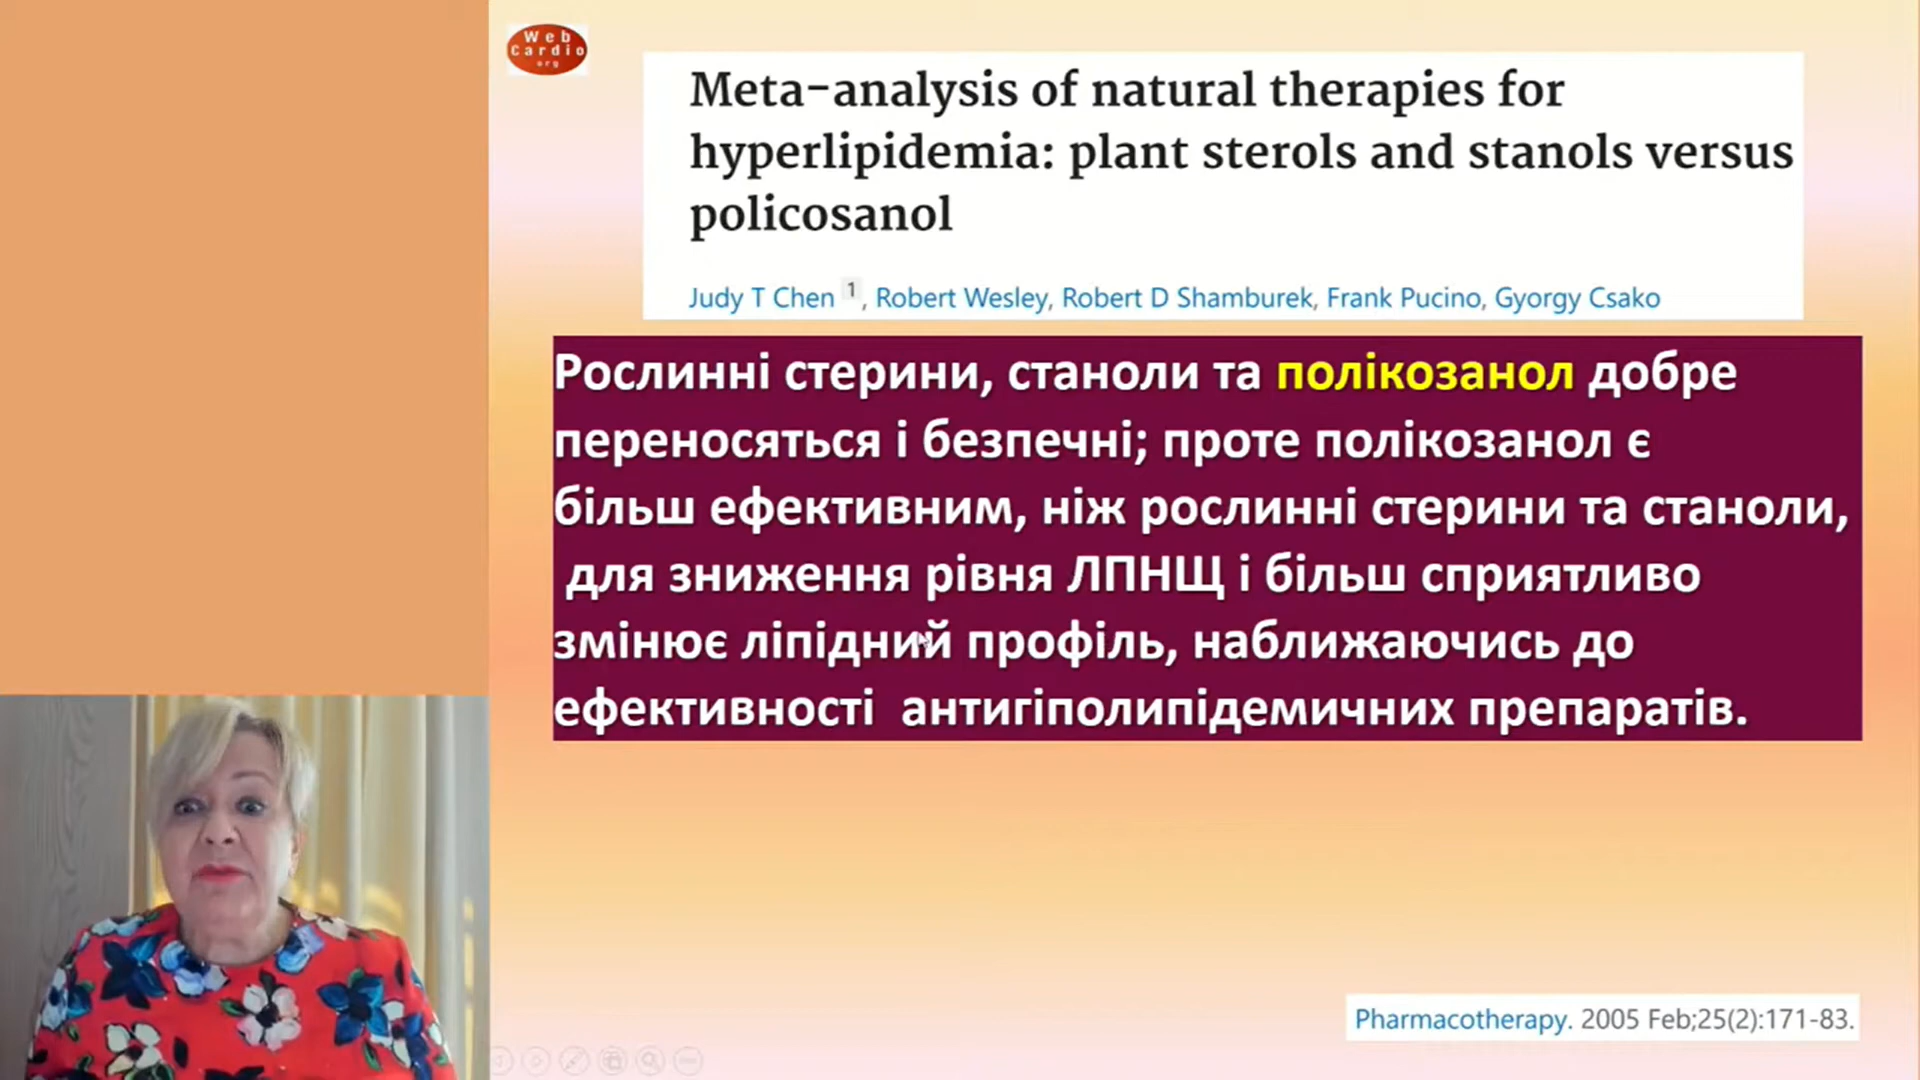 Web
Cardio
org
Meta-analysis of natural therapies for
hyperlipidemia: plant sterols and stanols versus
policosanol
Judy T Chen 1, Robert Wesley, Robert D Shamburek, Frank Pucino, Gyorgy Csako
Рослинні стерини, станоли та полікозанол добре
переносяться і безпечні; проте полікозанол є
більш ефективним, ніж рослинні стерини та станоли,
для зниження рівня ЛПНЩ і більш сприятливо
змінює ліпідний профіль, наближаючись до
ефективності антигіполипідемичних препаратів.
Pharmacotherapy. 2005 Feb;25(2):171-83.